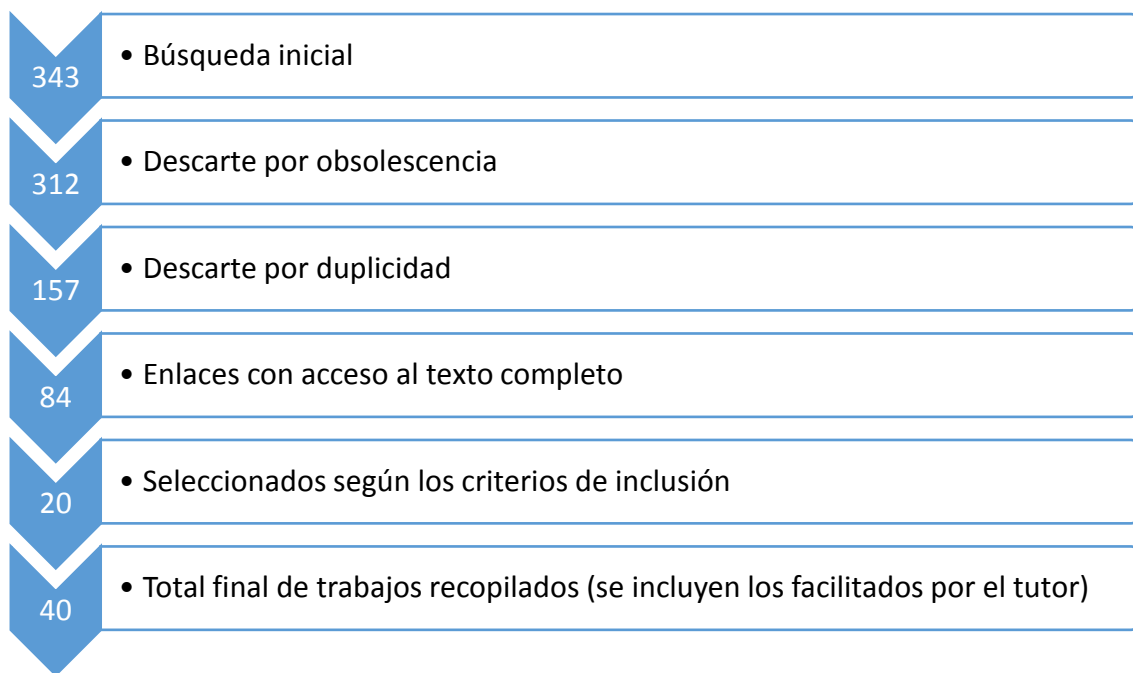 343
• Búsqueda inicial
312
• Descarte por obsolescencia
157
• Descarte por duplicidad
84
• Enlaces con acceso al texto completo
20
• Seleccionados según los criterios de inclusión
40
• Total final de trabajos recopilados (se incluyen los facilitados por el tutor)